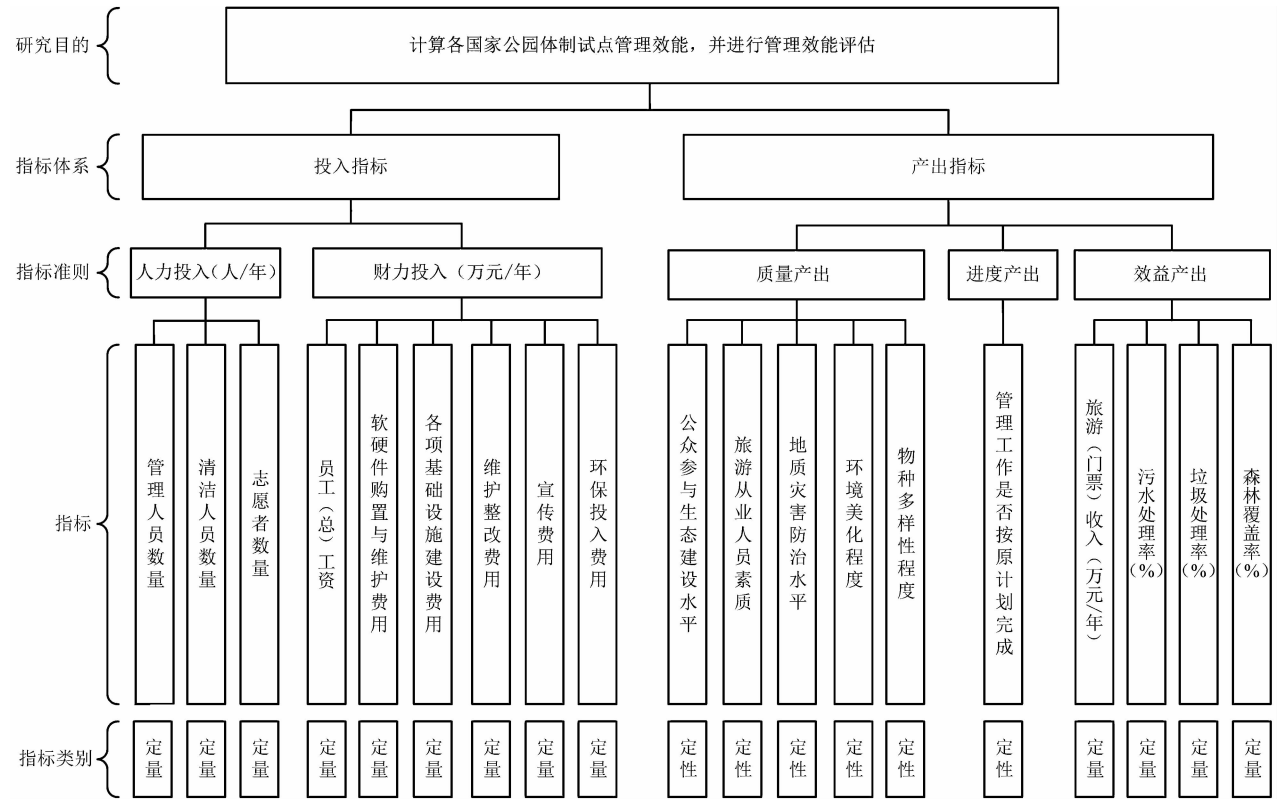 研究目的
计算各国家公园体制试点管理效能，并进行管理效能评估
指标体系
投入指标
产出指标
指标准则
人力投入(人/年)
财力投入（万元/年）
质量产出
进度产出
效益产出
指标
管理人员数量
清洁人员数量
志愿者数量
员工（总）工资
软硬件购置与维护费用
各项基础设施建设费用
维护整改费用
宣传费用
环保投入费用
公众参与生态建设水平
旅游从业人员素质
地质灾害防治水平
环境美化程度
物种多样性程度
管理工作是否按原计划完成
旅游（门票）收入（万元/年）
污水处理率(%)
垃圾处理率(%)
森林覆盖率(%)
指标类别
定量
定量
定量
定量
定量
定量
定量
定量
定量
定性
定性
定性
定性
定性
定性
定量
定量
定量
定量